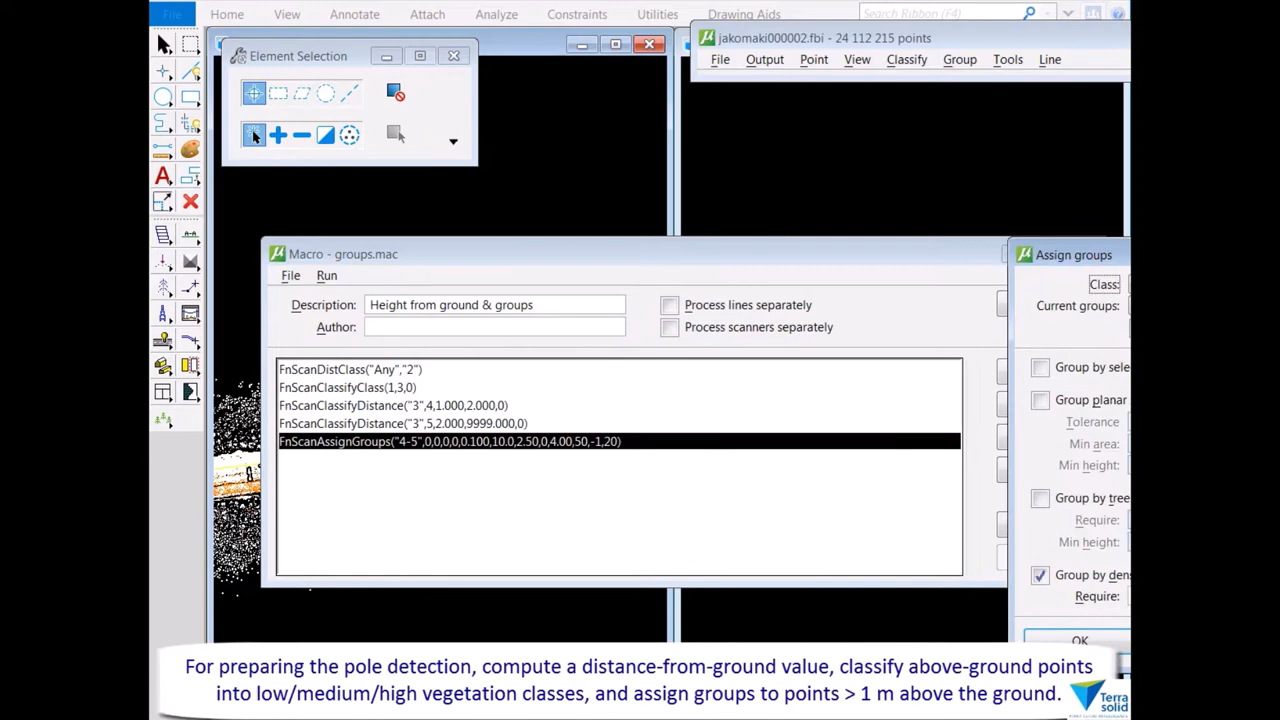 File Home View Annotate Attach Analyze Constraints Utilities Drawing Aids Search Ribbon (F4)
Element Selection
jakomaki000002.fbi - 24 112 215 points
File Output Point View Classify Group Tools Line
Macro - groups.mac
File Run
Description: Height from ground & groups
Process lines separately
Author:
Process scanners separately
FnScanDistClass("Any","2")
FnScanClassifyClass(1,3,0)
FnScanClassifyDistance("3",4,1.000,2.000,0)
FnScanClassifyDistance("3",5,2.000,9999.000,0)
FnScanAssignGroups("4-5",0,0,0,0,0.100,10.0,2.50,0,4.00,50,-1,20)
Assign groups
Class:
Current groups:
Group by sele
Group planar
Tolerance
Min area:
Min height:
Group by tree
Require:
Min height:
Group by dens
Require:
OK
For preparing the pole detection, compute a distance-from-ground value, classify above-ground points
into low/medium/high vegetation classes, and assign groups to points > 1 m above the ground.
Terra
solid